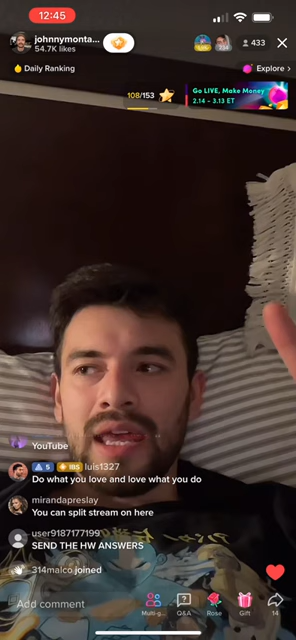 12:45
johnnymonta...
54.7K likes
433
Daily Ranking
Explore >
108/153
Go LIVE, Make Money
2.14 - 3.13 ET
YouTube
5 IBS luis1327
Do what you love and love what you do
mirandapreslay
You can split stream on here
user9187177199
SEND THE HW ANSWERS
314malco joined
Add comment
Multi-g...
Q&A
Rose
Gift
14